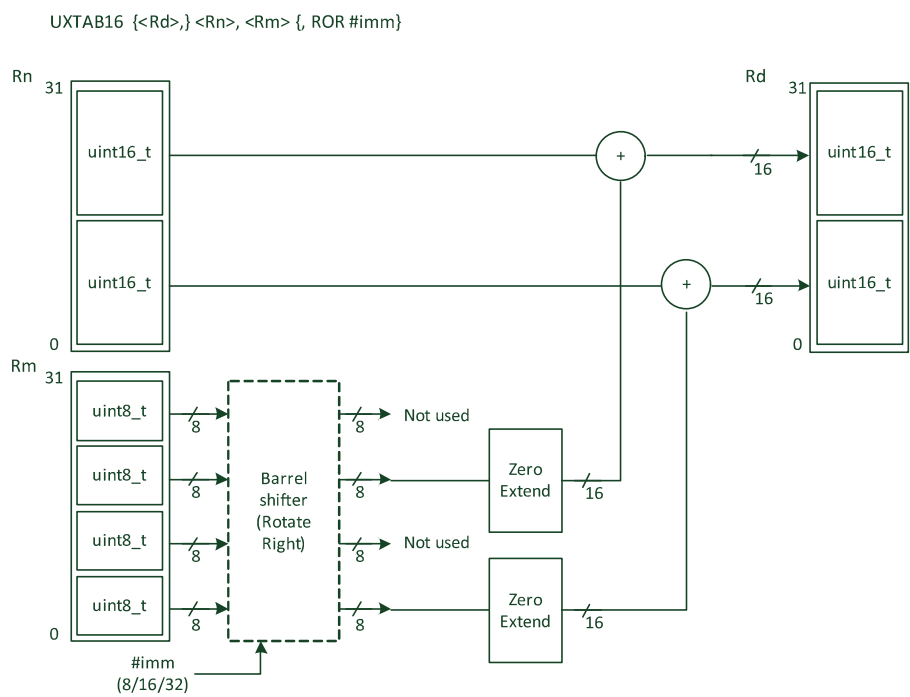 UXTAB16 {<Rd>,} <Rn>, <Rm> {, ROR #imm}
Rn
31
uint16_t
uint16_t
0
Rd
31
uint16_t
uint16_t
0
+
16
+
16
Rm
31
uint8_t
uint8_t
uint8_t
uint8_t
0
8
8
8
8
Barrel
shifter
(Rotate
Right)
8
Not used
8
8
Not used
8
Zero
Extend
16
Zero
Extend
16
#imm
(8/16/32)